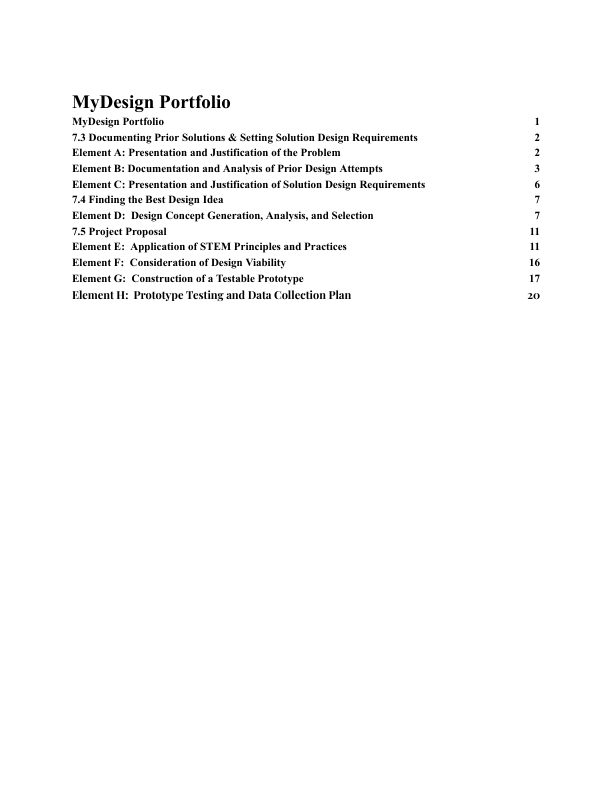 MyDesign Portfolio
MyDesign Portfolio 1
7.3 Documenting Prior Solutions & Setting Solution Design Requirements 2
Element A: Presentation and Justification of the Problem 2
Element B: Documentation and Analysis of Prior Design Attempts 3
Element C: Presentation and Justification of Solution Design Requirements 6
7.4 Finding the Best Design Idea 7
Element D:  Design Concept Generation, Analysis, and Selection 7
7.5 Project Proposal 11
Element E:  Application of STEM Principles and Practices 11
Element F:  Consideration of Design Viability 16
Element G:  Construction of a Testable Prototype 17
Element H:  Prototype Testing and Data Collection Plan 20